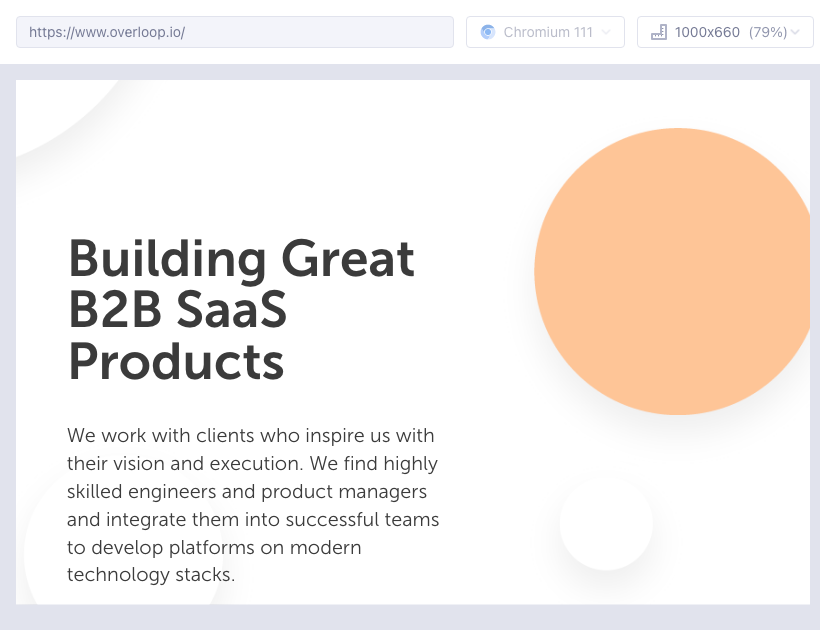 https://www.overloop.io/ Chromium 111 1000x660 (79%)
Building Great
B2B SaaS
Products
We work with clients who inspire us with
their vision and execution. We find highly
skilled engineers and product managers
and integrate them into successful teams
to develop platforms on modern
technology stacks.